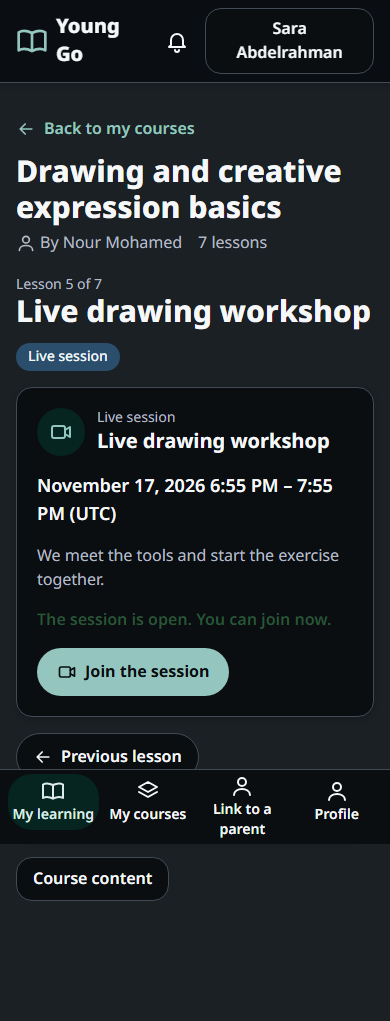 Young
Go
Sara
Abdelrahman
Back to my courses
Drawing and creative
expression basics
By Nour Mohamed 7 lessons
Lesson 5 of 7
Live drawing workshop
Live session
Live session
Live drawing workshop
November 17, 2026 6:55 PM – 7:55
PM (UTC)
We meet the tools and start the exercise
together.
The session is open. You can join now.
Join the session
Previous lesson
My learning
My courses
Link to a
parent
Profile
Course content